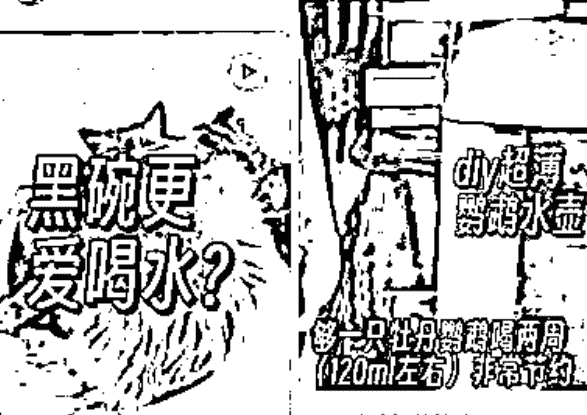 黑碗更
爱喝水?
diy超薄
鹦鹉水壶
够一只牡丹鹦鹉喝两周
(120ml左右) 非常节约